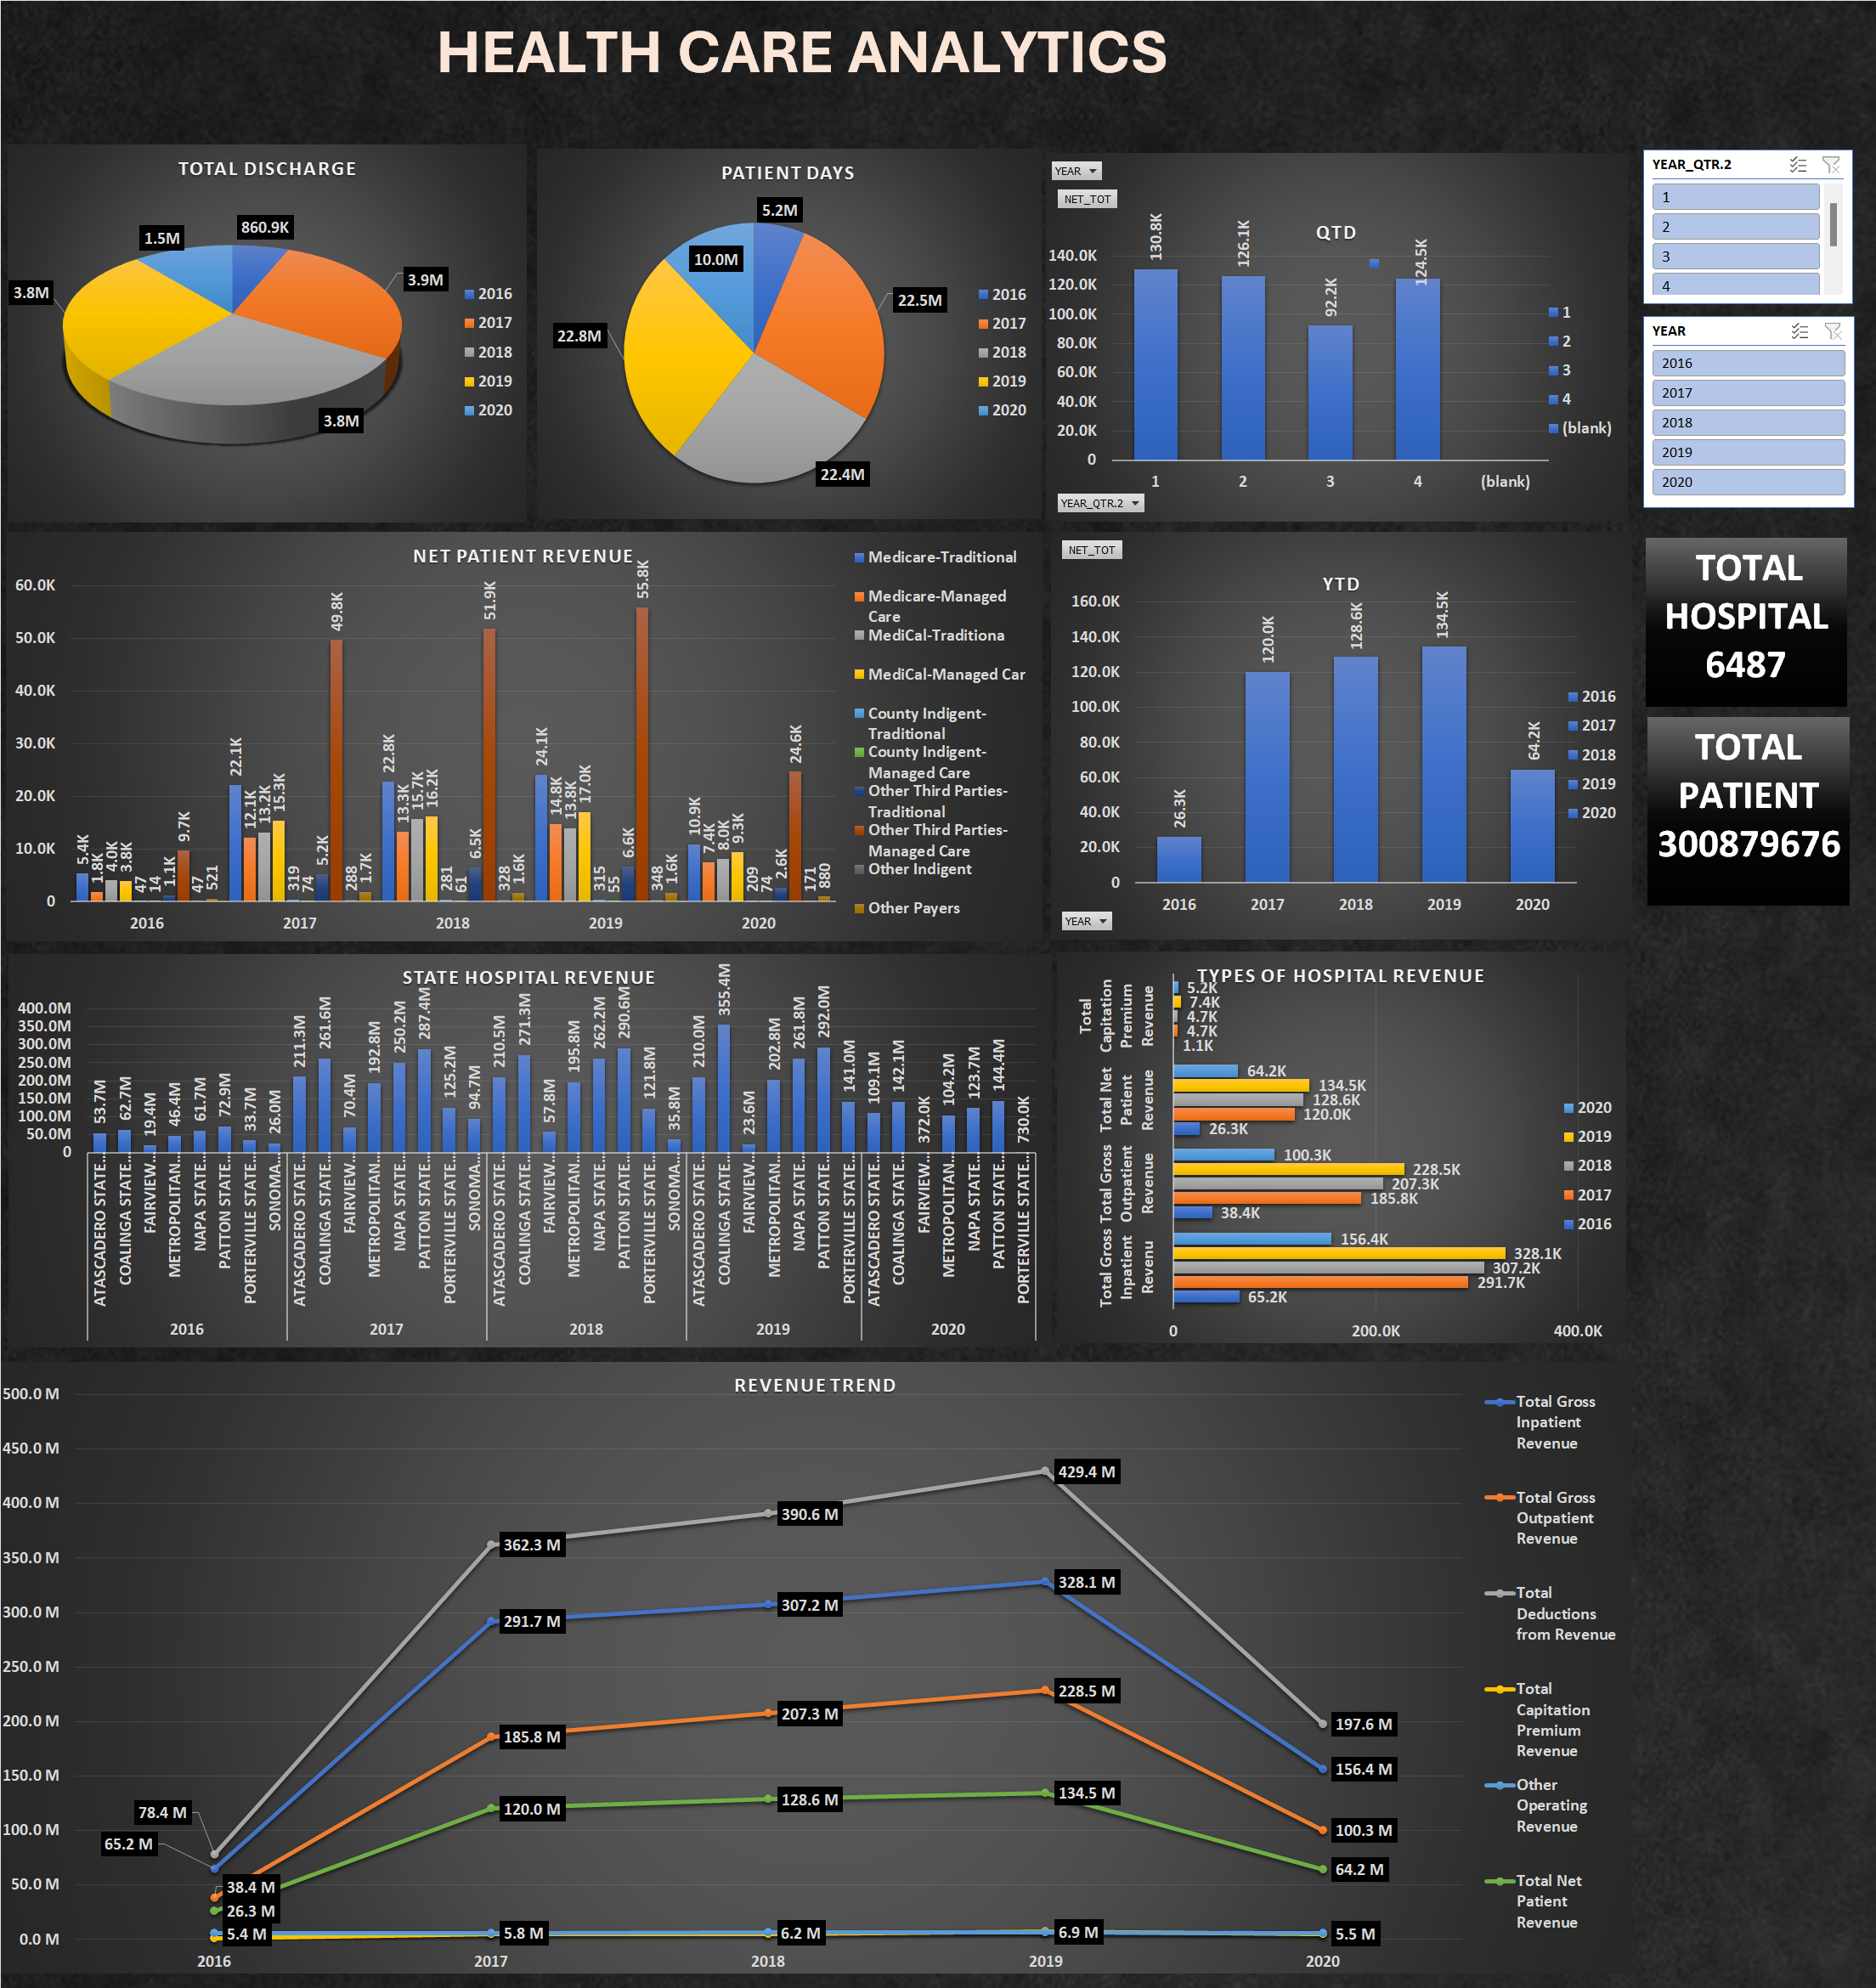 HEALTH CARE ANALYTICS
TOTAL DISCHARGE
860.9K
1.5M
3.9M
3.8M
3.8M
2016
2017
2018
2019
2020
PATIENT DAYS
5.2M
10.0M
22.5M
22.8M
22.4M
2016
2017
2018
2019
2020
YEAR
NET_TOT
QTD
140.0K
120.0K
100.0K
80.0K
60.0K
40.0K
20.0K
0
130.8K
126.1K
92.2K
124.5K
1
2
3
4
(blank)
1
2
3
4
(blank)
YEAR_QTR.2
YEAR_QTR.2
1
2
3
4
YEAR
2016
2017
2018
2019
2020
NET PATIENT REVENUE
60.0K
50.0K
40.0K
30.0K
20.0K
10.0K
0
5.4K
1.8K
4.0K
3.8K
47
14
1.1K
9.7K
47
521
22.1K
12.1K
13.2K
15.3K
319
74
5.2K
49.8K
288
1.7K
22.8K
13.3K
15.7K
16.2K
281
61
6.5K
51.9K
328
1.6K
24.1K
14.8K
13.8K
17.0K
315
55
6.6K
55.8K
348
1.6K
10.9K
7.4K
8.0K
9.3K
209
74
2.6K
24.6K
171
880
2016
2017
2018
2019
2020
Medicare-Traditional
Medicare-Managed
Care
MediCal-Traditiona
MediCal-Managed Car
County Indigent-
Traditional
County Indigent-
Managed Care
Other Third Parties-
Traditional
Other Third Parties-
Managed Care
Other Indigent
Other Payers
NET_TOT
YTD
160.0K
140.0K
120.0K
100.0K
80.0K
60.0K
40.0K
20.0K
0
26.3K
120.0K
128.6K
134.5K
64.2K
2016
2017
2018
2019
2020
2016
2017
2018
2019
2020
YEAR
TOTAL
HOSPITAL
6487
TOTAL
PATIENT
300879676
STATE HOSPITAL REVENUE
400.0M
350.0M
300.0M
250.0M
200.0M
150.0M
100.0M
50.0M
0
53.7M
62.7M
19.4M
46.4M
61.7M
72.9M
33.7M
26.0M
211.3M
261.6M
70.4M
192.8M
250.2M
287.4M
125.2M
94.7M
210.5M
271.3M
57.8M
195.8M
262.2M
290.6M
121.8M
35.8M
210.0M
355.4M
23.6M
202.8M
261.8M
292.0M
141.0M
109.1M
142.1M
372.0K
104.2M
123.7M
144.4M
730.0K
ATASCADERO STATE…
COALINGA STATE…
FAIRVIEW…
METROPOLITAN…
NAPA STATE…
PATTON STATE…
PORTERVILLE STATE…
SONOMA…
ATASCADERO STATE…
COALINGA STATE…
FAIRVIEW…
METROPOLITAN…
NAPA STATE…
PATTON STATE…
PORTERVILLE STATE…
SONOMA…
ATASCADERO STATE…
COALINGA STATE…
FAIRVIEW…
METROPOLITAN…
NAPA STATE…
PATTON STATE…
PORTERVILLE STATE…
SONOMA…
ATASCADERO STATE…
COALINGA STATE…
FAIRVIEW…
METROPOLITAN…
NAPA STATE…
PATTON STATE…
PORTERVILLE STATE…
ATASCADERO STATE…
COALINGA STATE…
FAIRVIEW…
METROPOLITAN…
NAPA STATE…
PATTON STATE…
PORTERVILLE STATE…
2016
2017
2018
2019
2020
TYPES OF HOSPITAL REVENUE
Total
Capitation
Premium
Revenue
5.2K
7.4K
4.7K
4.7K
1.1K
Total Net
Patient
Revenue
64.2K
134.5K
128.6K
120.0K
26.3K
Total Gross
Outpatient
Revenue
100.3K
228.5K
207.3K
185.8K
38.4K
Total Gross
Inpatient
Revenu
156.4K
328.1K
307.2K
291.7K
65.2K
0
200.0K
400.0K
2020
2019
2018
2017
2016
REVENUE TREND
500.0 M
450.0 M
400.0 M
350.0 M
300.0 M
250.0 M
200.0 M
150.0 M
100.0 M
50.0 M
0.0 M
78.4 M
65.2 M
38.4 M
26.3 M
5.4 M
362.3 M
291.7 M
185.8 M
120.0 M
5.8 M
390.6 M
307.2 M
207.3 M
128.6 M
6.2 M
429.4 M
328.1 M
228.5 M
134.5 M
6.9 M
197.6 M
156.4 M
100.3 M
64.2 M
5.5 M
2016
2017
2018
2019
2020
Total Gross
Inpatient
Revenue
Total Gross
Outpatient
Revenue
Total
Deductions
from Revenue
Total
Capitation
Premium
Revenue
Other
Operating
Revenue
Total Net
Patient
Revenue